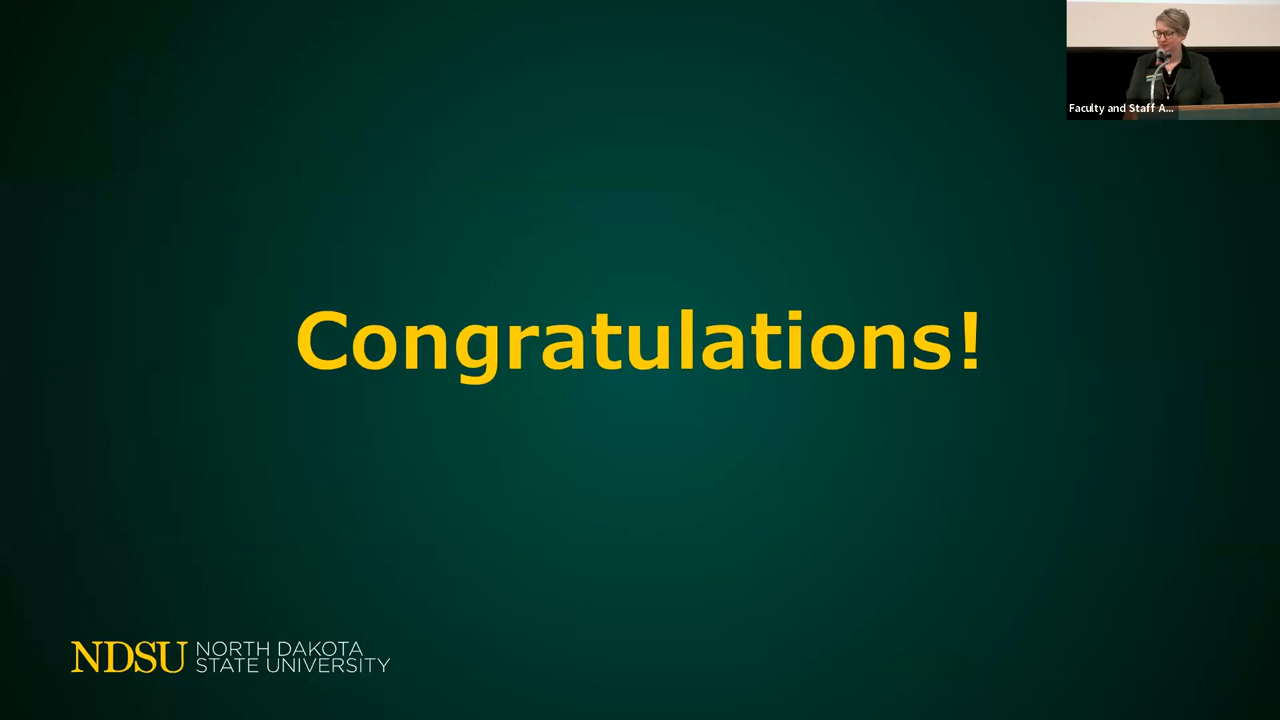 Faculty and Staff A...
Congratulations!
NDSU NORTH DAKOTA
STATE UNIVERSITY